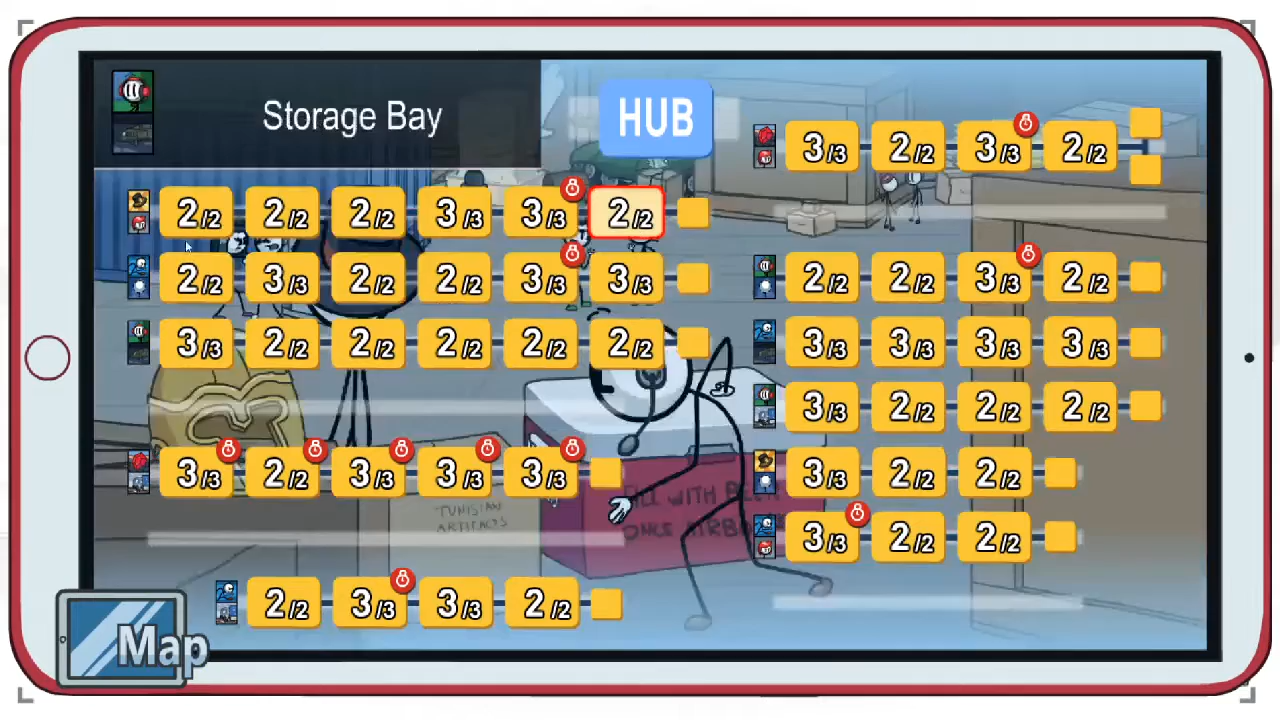 Storage Bay
HUB
3/3 2/2 3/3 2/2
2/2 2/2 2/2 3/3 3/3 2/2
2/2 3/3 2/2 2/2 3/3 3/3
2/2 2/2 3/3 2/2
3/3 2/2 2/2 2/2 2/2 2/2
3/3 3/3 3/3 3/3
3/3 2/2 2/2 2/2
3/3 2/2 3/3 3/3 3/3
3/3 2/2 2/2
TUNISIAN
ARTIFACTS
3/3 2/2 2/2
2/2 3/3 3/3 2/2
Map